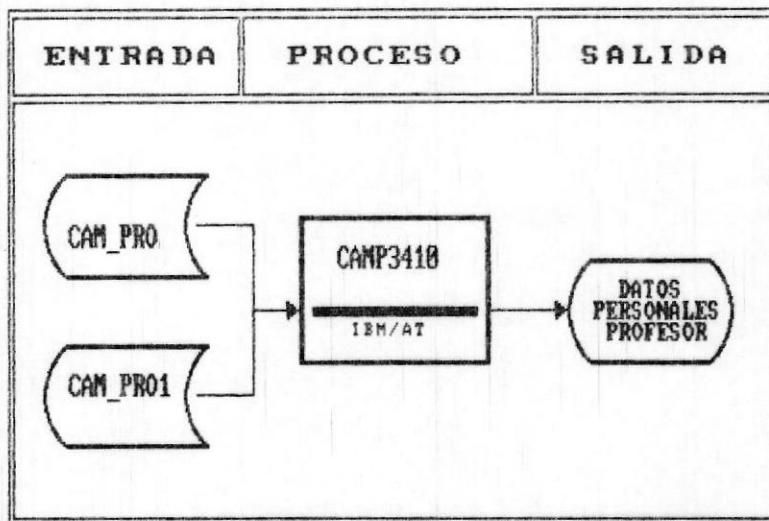 ENTRADA
PROCESO
SALIDA
CAM_PRO
CAMP3410
IBM/AT
CAM_PRO1
DATOS
PERSONALES
PROFESOR